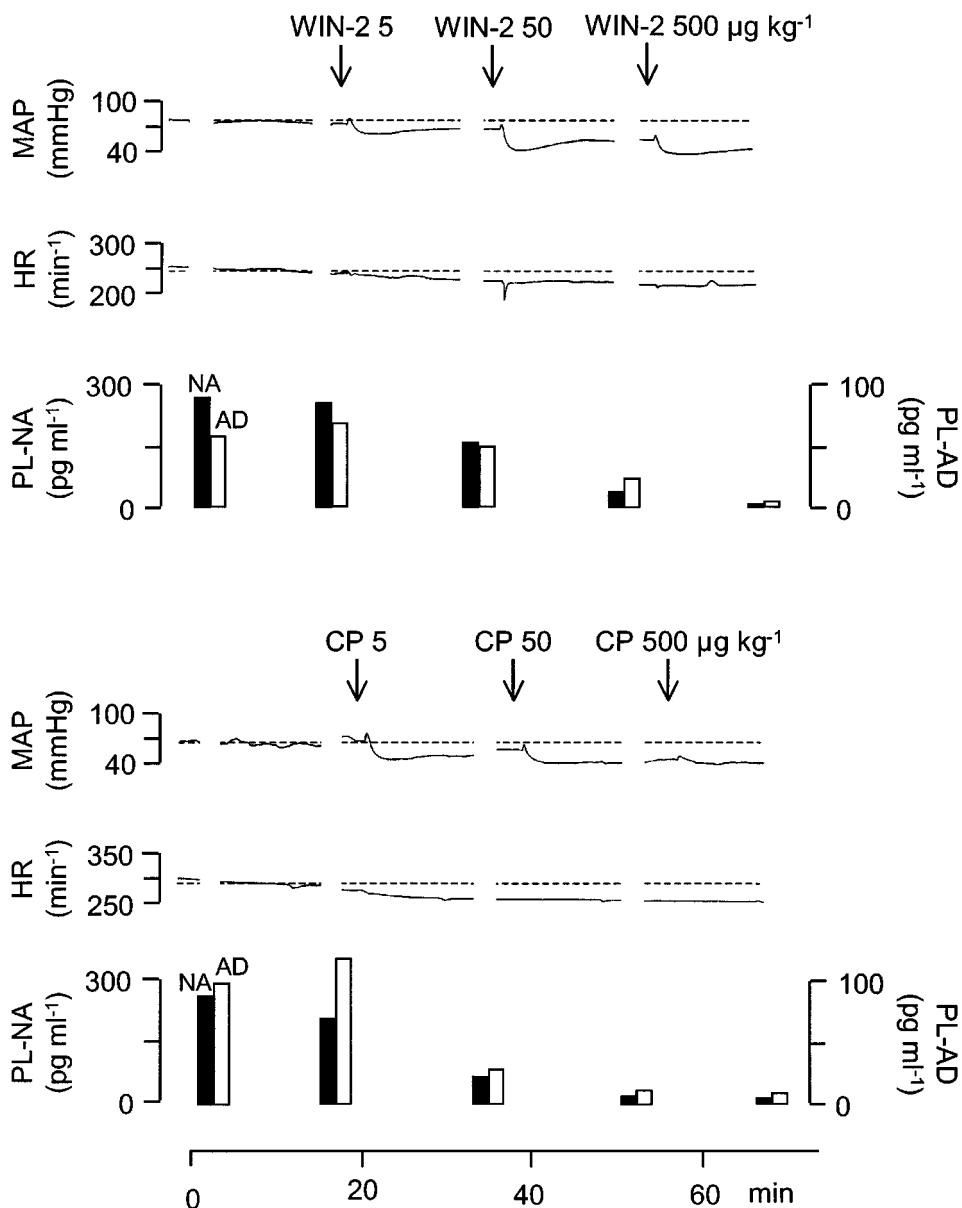 WIN-2 5 WIN-2 50 WIN-2 500 µg kg-1
MAP
(mmHg)
100
40
HR
(min-1)
300
200
PL-NA
(pg ml-1)
300
0
NA
AD
100
0
PL-AD
(pg ml-1)
CP 5 CP 50 CP 500 µg kg-1
MAP
(mmHg)
100
40
HR
(min-1)
350
250
PL-NA
(pg ml-1)
300
0
NA
AD
100
0
PL-AD
(pg ml-1)
0 20 40 60 min